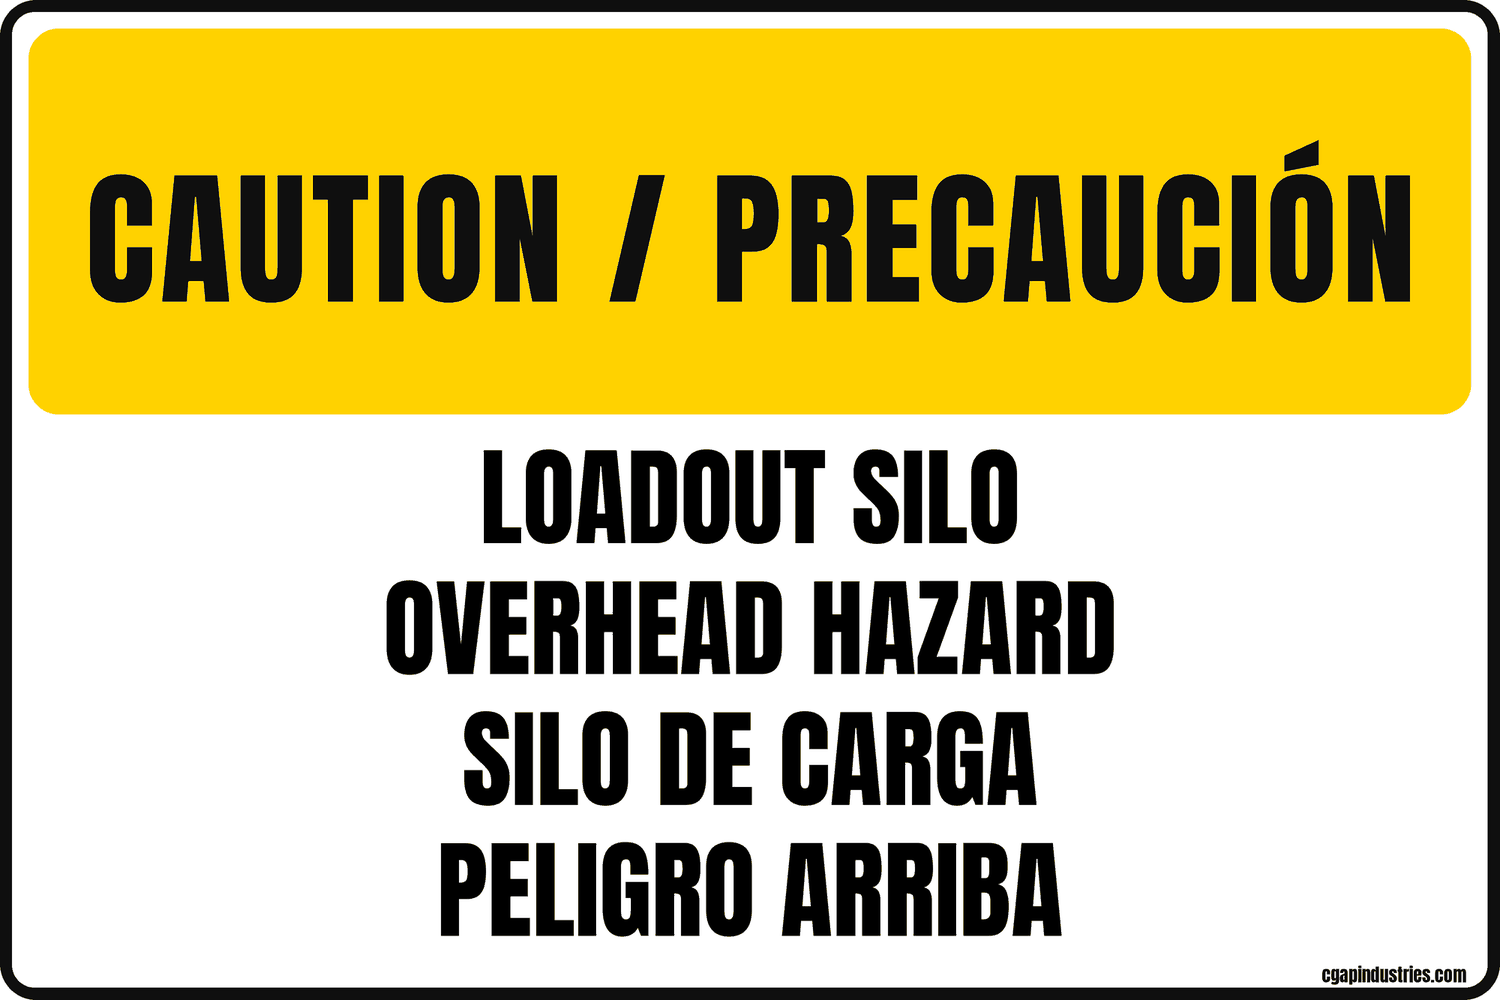 CAUTION / PRECAUCIÓN
LOADOUT SILO
OVERHEAD HAZARD
SILO DE CARGA
PELIGRO ARRIBA
cgapindustries.com